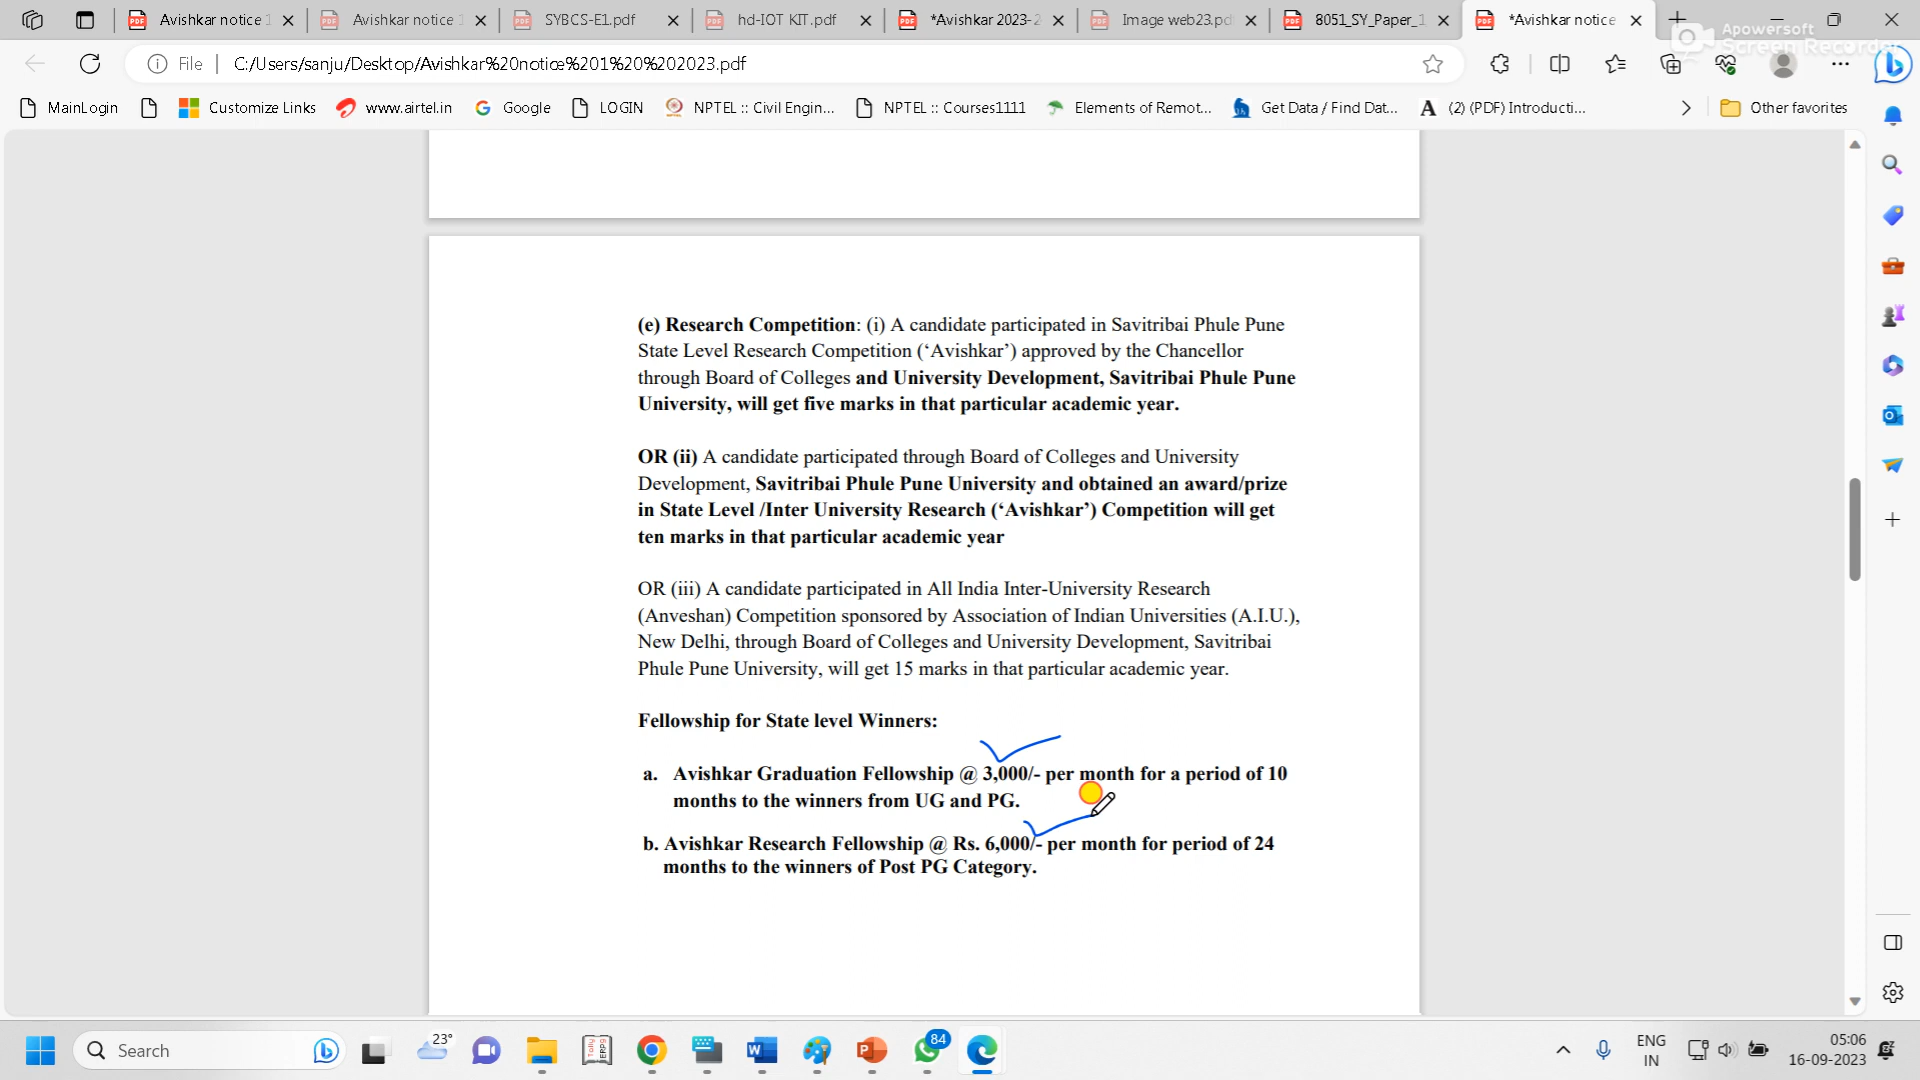 Avishkar notice 1
Avishkar notice 1
SYBCS-E1.pdf
hd-IOT KIT.pdf
*Avishkar 2023-2
Image web23.pdf
8051_SY_Paper_1
*Avishkar notice
Apowersoft
Screen Recorder
File
C:/Users/sanju/Desktop/Avishkar%20notice%201%20%202023.pdf
MainLogin
Customize Links
www.airtel.in
Google
LOGIN
NPTEL :: Civil Engin...
NPTEL :: Courses1111
Elements of Remot...
Get Data / Find Dat...
(2) (PDF) Introducti...
Other favorites
(e) Research Competition: (i) A candidate participated in Savitribai Phule Pune
State Level Research Competition (‘Avishkar’) approved by the Chancellor
through Board of Colleges and University Development, Savitribai Phule Pune
University, will get five marks in that particular academic year.
OR (ii) A candidate participated through Board of Colleges and University
Development, Savitribai Phule Pune University and obtained an award/prize
in State Level /Inter University Research (‘Avishkar’) Competition will get
ten marks in that particular academic year
OR (iii) A candidate participated in All India Inter-University Research
(Anveshan) Competition sponsored by Association of Indian Universities (A.I.U.),
New Delhi, through Board of Colleges and University Development, Savitribai
Phule Pune University, will get 15 marks in that particular academic year.
Fellowship for State level Winners:
a. Avishkar Graduation Fellowship @ 3,000/- per month for a period of 10
months to the winners from UG and PG.
b. Avishkar Research Fellowship @ Rs. 6,000/- per month for period of 24
months to the winners of Post PG Category.
Search
23°
Tally
ERP9
84
ENG
IN
05:06
16-09-2023